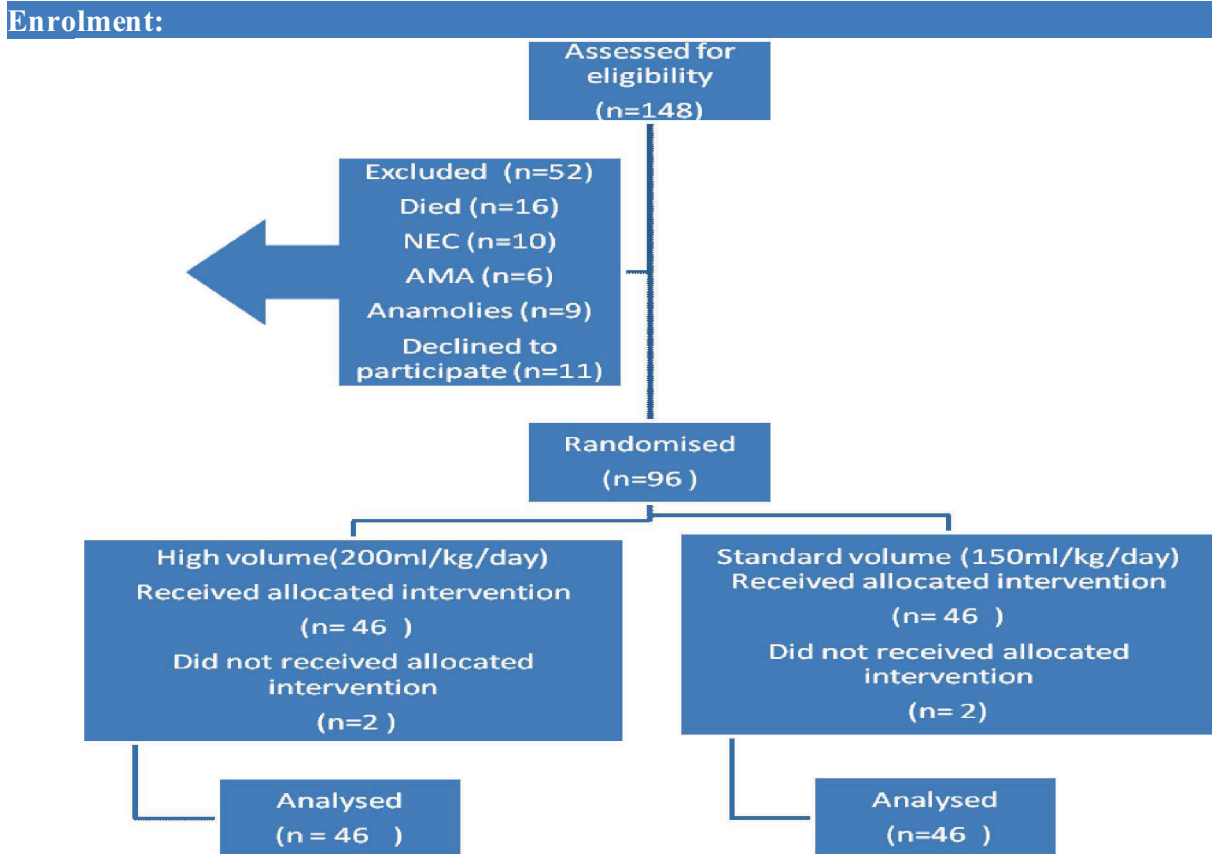 Enrolment:
Assessed for
eligibility
(n=148)
Excluded (n=52)
Died (n=16)
NEC (n=10)
AMA (n=6)
Anamolies (n=9)
Declined to
participate (n=11)
Randomised
(n=96 )
High volume(200ml/kg/day)
Received allocated intervention
(n= 46 )
Did not received allocated
intervention
(n=2 )
Standard volume (150ml/kg/day)
Received allocated intervention
(n= 46 )
Did not received allocated
intervention
(n= 2)
Analysed
(n = 46 )
Analysed
(n=46 )